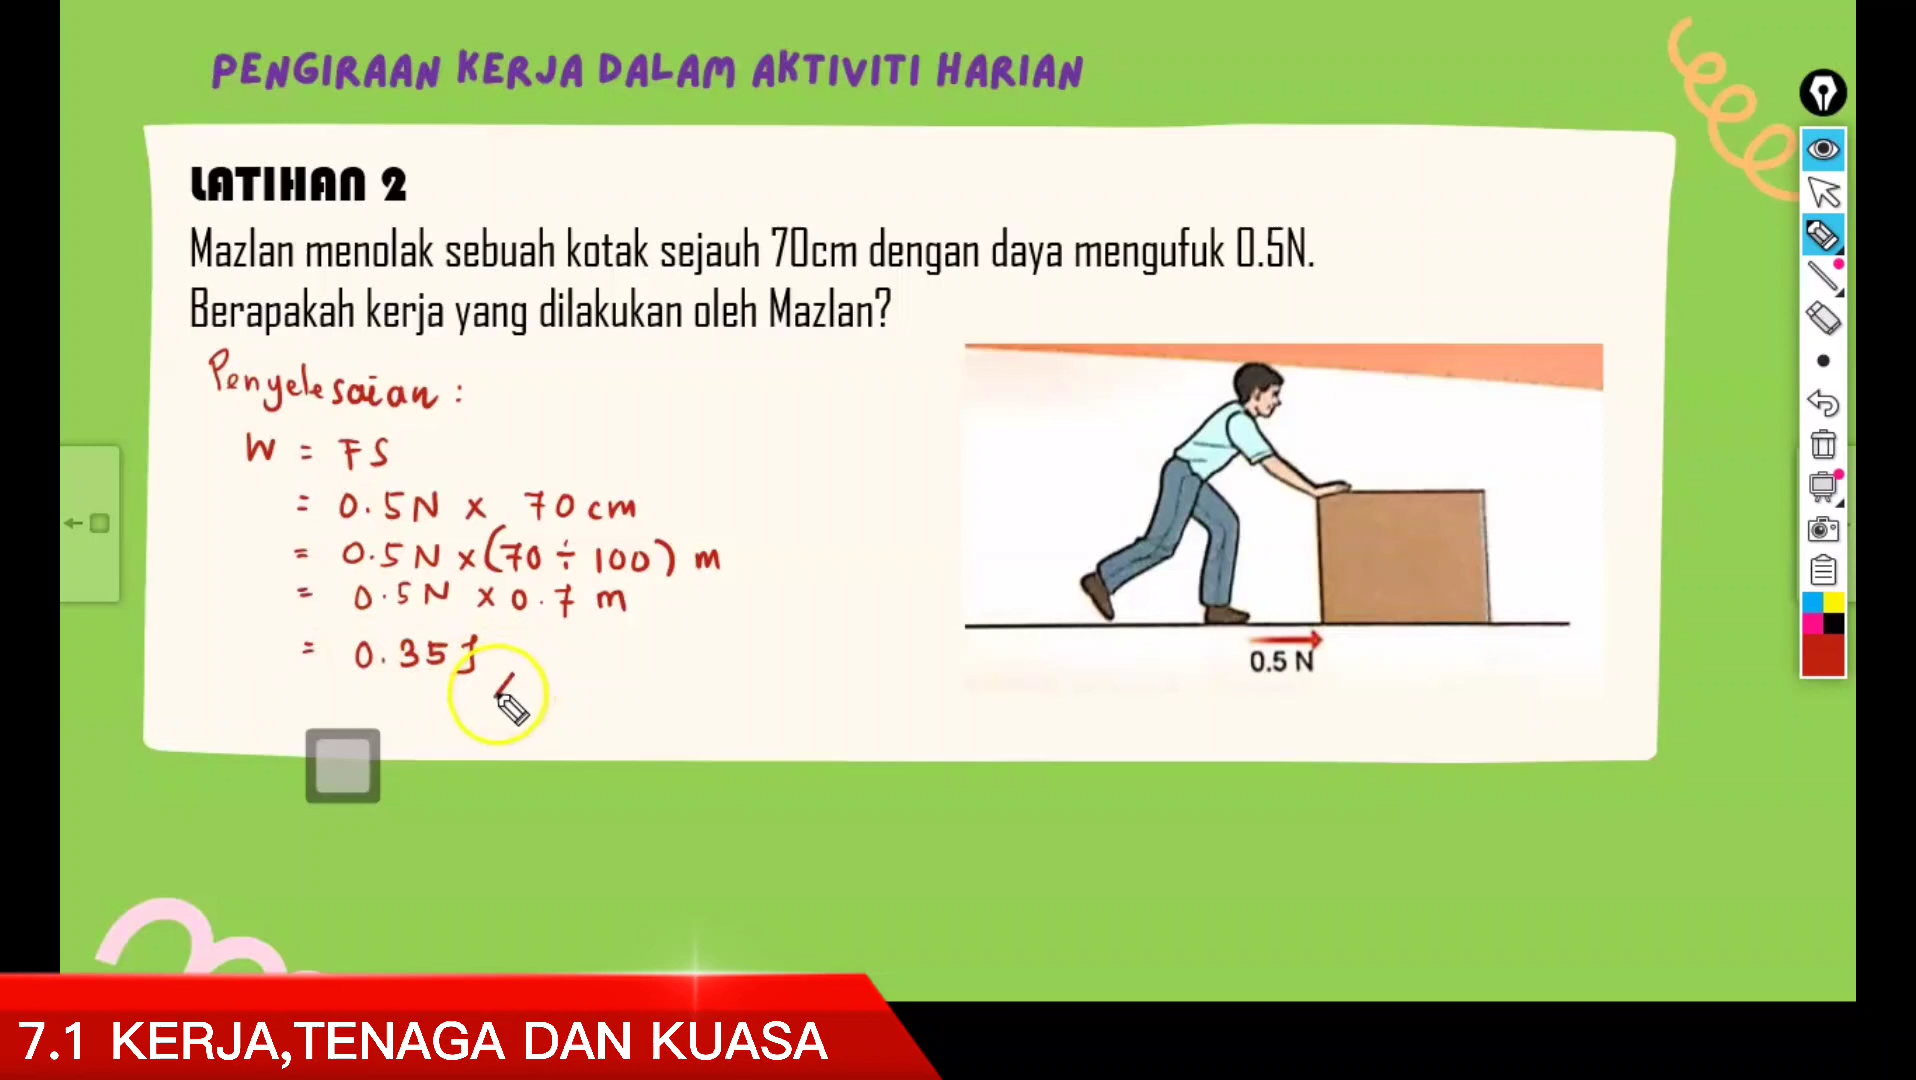 PENGIRAAN KERJA DALAM AKTIVITI HARIAN
LATIHAN 2
Mazlan menolak sebuah kotak sejauh 70cm dengan daya mengufuk 0.5N.
Berapakah kerja yang dilakukan oleh Mazlan?
Penyelesaian :
W = FS
= 0.5N x 70 cm
= 0.5N x (70 ÷ 100) m
= 0.5N x 0.7 m
= 0.35J
0.5 N
7.1 KERJA,TENAGA DAN KUASA